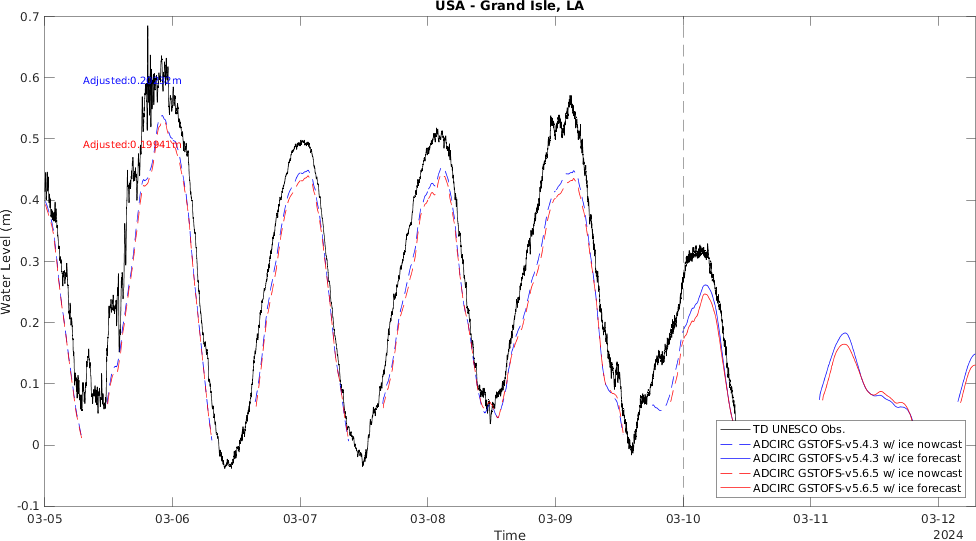 USA - Grand Isle, LA
0.7
0.6
0.5
0.4
0.3
0.2
0.1
0
-0.1
Water Level (m)
Adjusted:0.19941m
TD UNESCO Obs.
ADCIRC GSTOFS-v5.4.3 w/ ice nowcast
ADCIRC GSTOFS-v5.4.3 w/ ice forecast
ADCIRC GSTOFS-v5.6.5 w/ ice nowcast
ADCIRC GSTOFS-v5.6.5 w/ ice forecast
03-05 03-06 03-07 03-08 03-09 03-10 03-11 03-12
Time
2024